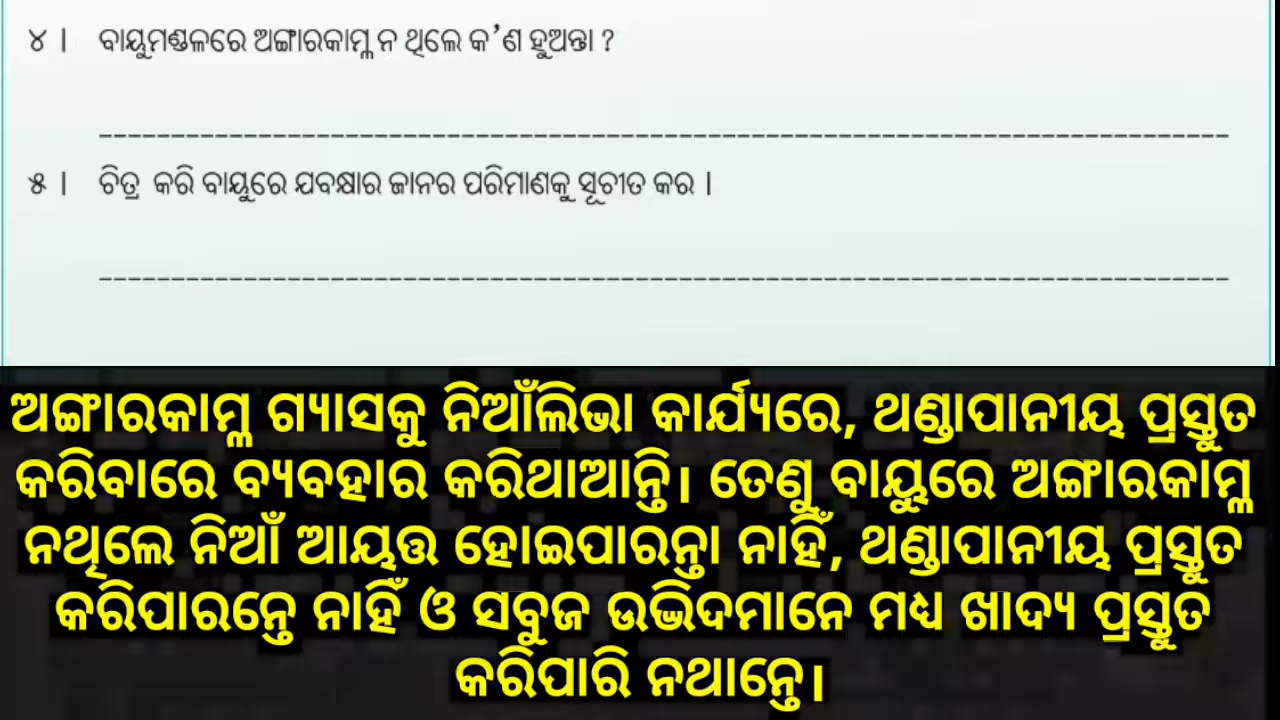 ୪ । ବାୟୁମଣ୍ଡଳରେ ଅଙ୍ଗାରକାମ୍ଳ ନ ଥିଲେ କ’ଣ ହୁଅନ୍ତା ?
୫ । ଚିତ୍ର କରି ବାୟୁରେ ଯବକ୍ଷାର ଜାନର ପରିମାଣକୁ ସୂଚୀତ କର ।
ଅଙ୍ଗାରକାମ୍ଳ ଗ୍ୟାସକୁ ନିଆଁଲିଭା କାର୍ଯ୍ୟରେ, ଥଣ୍ଡାପାନୀୟ ପ୍ରସ୍ତୁତ
କରିବାରେ ବ୍ୟବହାର କରିଥାଆନ୍ତି। ତେଣୁ ବାୟୁରେ ଅଙ୍ଗାରକାମ୍ଳ
ନଥିଲେ ନିଆଁ ଆୟତ୍ତ ହୋଇପାରନ୍ତା ନାହିଁ, ଥଣ୍ଡାପାନୀୟ ପ୍ରସ୍ତୁତ
କରିପାରନ୍ତେ ନାହିଁ ଓ ସବୁଜ ଉଦ୍ଭିଦମାନେ ମଧ୍ୟ ଖାଦ୍ୟ ପ୍ରସ୍ତୁତ
କରିପାରି ନଥାନ୍ତେ।